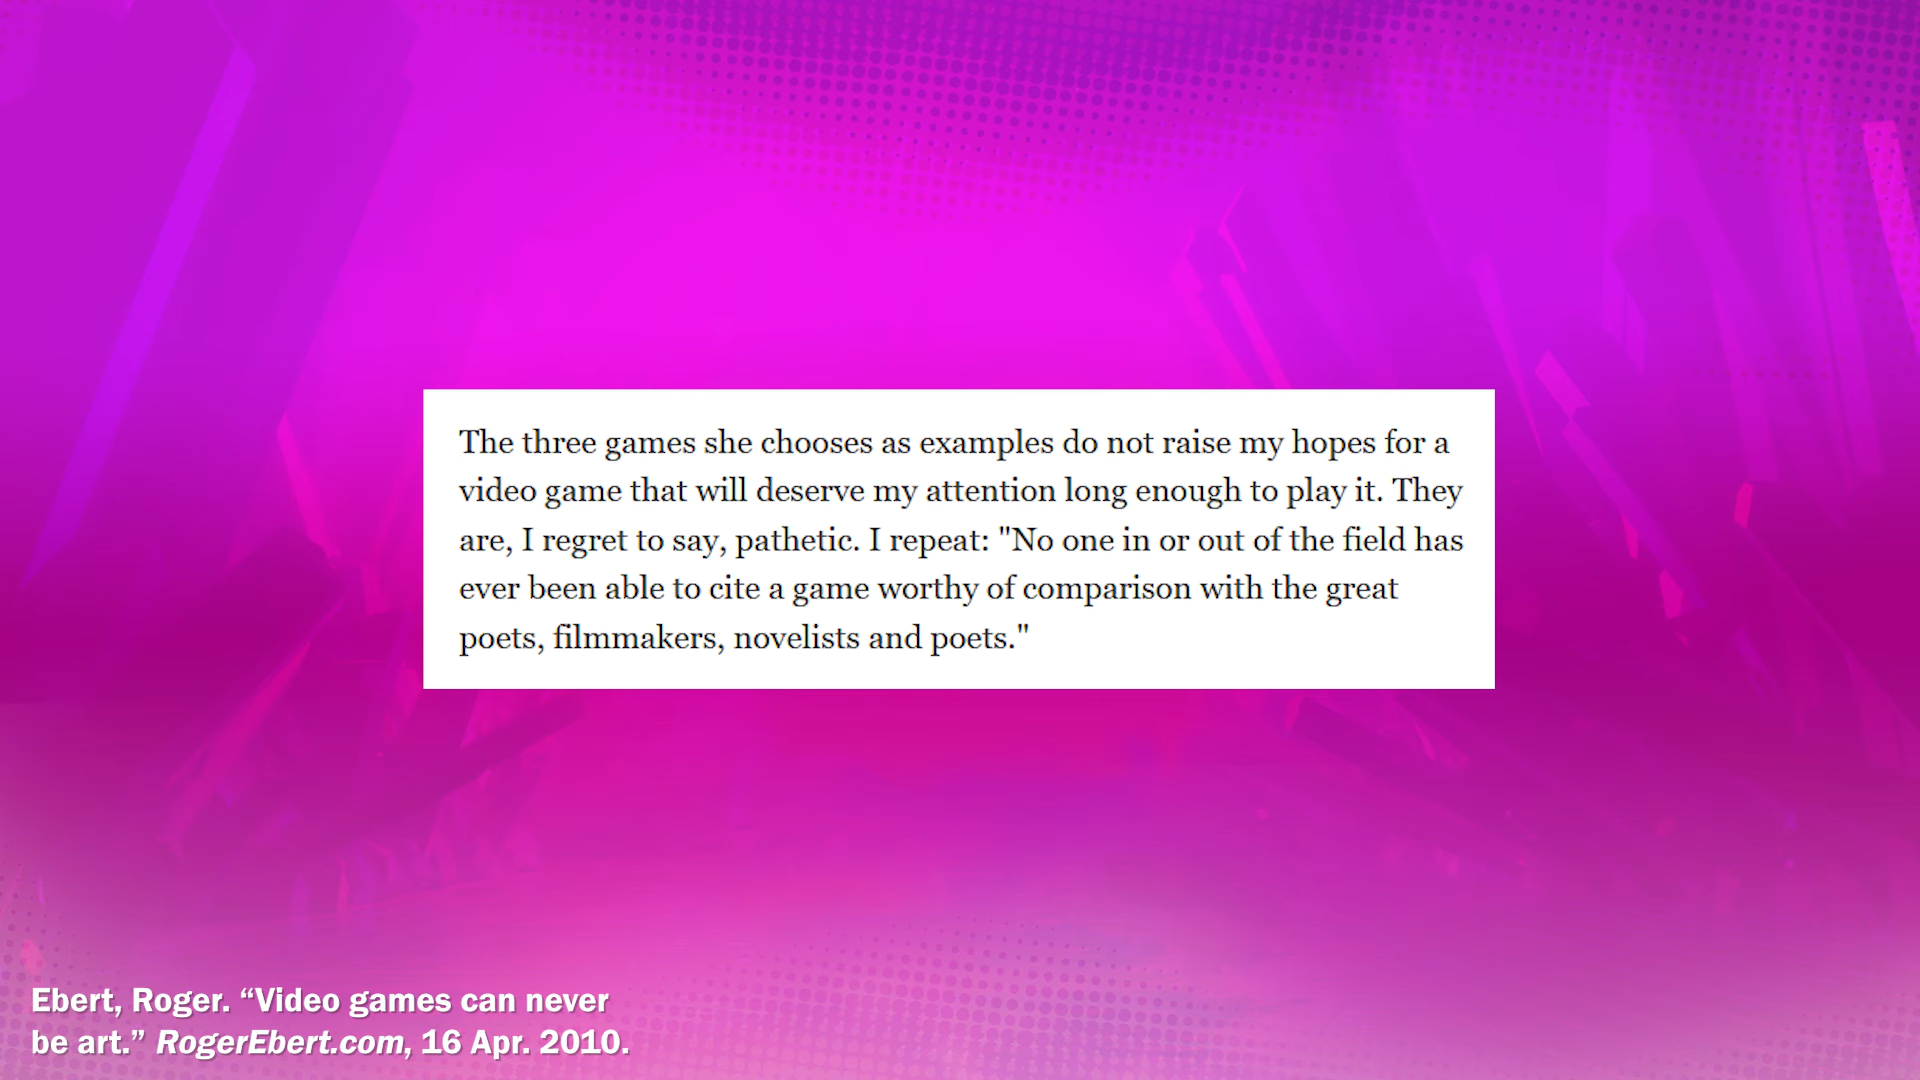 The three games she chooses as examples do not raise my hopes for a
video game that will deserve my attention long enough to play it. They
are, I regret to say, pathetic. I repeat: "No one in or out of the field has
ever been able to cite a game worthy of comparison with the great
poets, filmmakers, novelists and poets."
Ebert, Roger. “Video games can never
be art.” RogerEbert.com, 16 Apr. 2010.